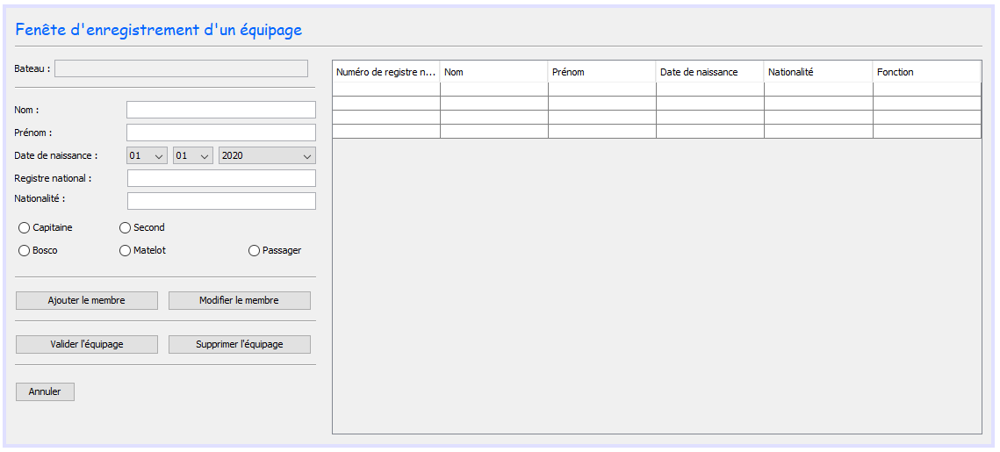 Fenête d'enregistrement d'un équipage
Bateau :
Nom :
Prénom :
Date de naissance : 01 01 2020
Registre national :
Nationalité :
Capitaine Second
Bosco Matelot Passager
Ajouter le membre Modifier le membre
Valider l'équipage Supprimer l'équipage
Annuler
Numéro de registre n... Nom Prénom Date de naissance Nationalité Fonction